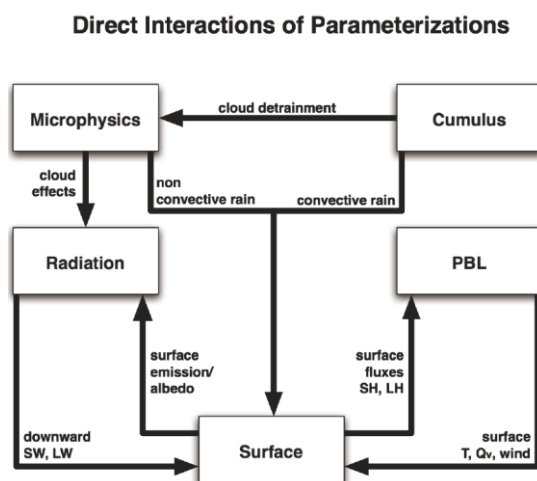 Direct Interactions of Parameterizations
Microphysics
cloud detrainment
Cumulus
cloud
effects
non
convective rain
convective rain
Radiation
PBL
surface
emission/
albedo
surface
fluxes
SH, LH
downward
SW, LW
Surface
surface
T, Qv, wind